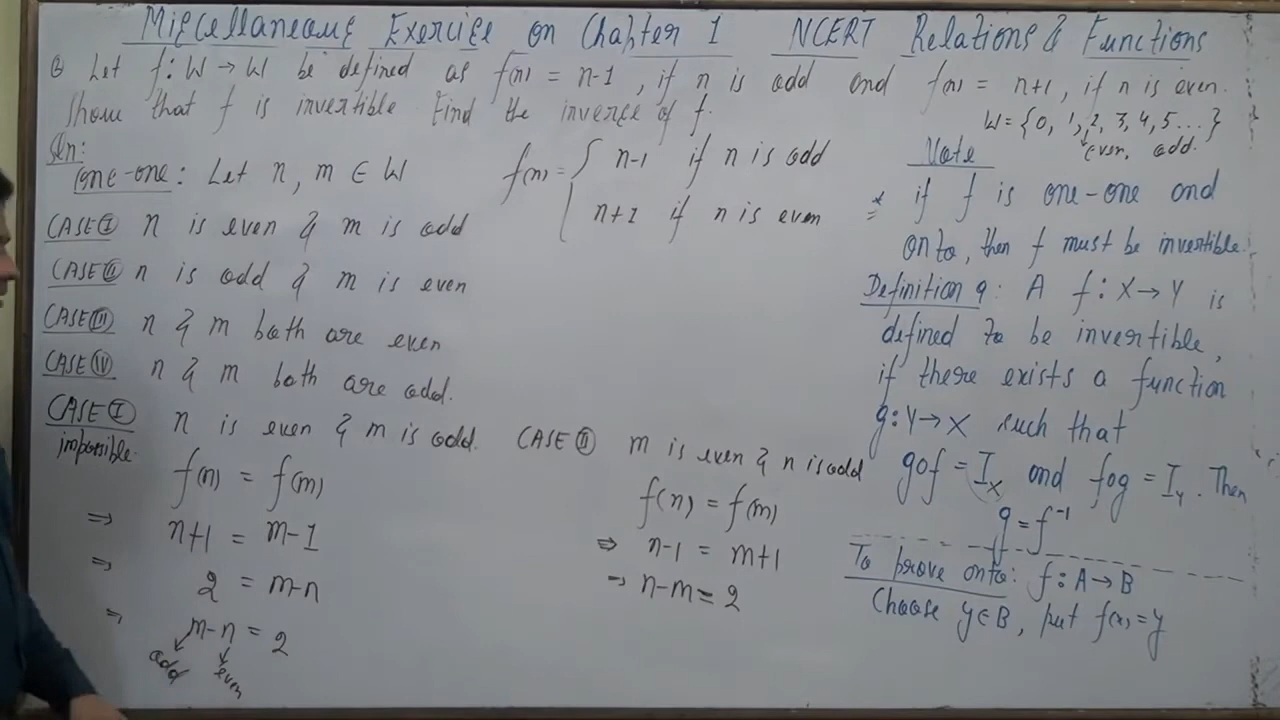 Miscellaneous Exercise on Chapter 1 NCERT Relations & Functions
Let f: W → W be defined as f(n) = n-1, if n is odd and f(n) = n+1, if n is even.
Show that f is invertible Find the inverse of f.
W = {0, 1, 2, 3, 4, 5...}
even, odd.
Sln:
one-one: Let n, m ∈ W
f(n) = { n-1 if n is odd
n+1 if n is even
CASE Ⓘ n is even & m is odd
CASE Ⅱ n is odd & m is even
CASE Ⅲ n & m both are even
CASE Ⅳ n & m both are odd.
CASE Ⓘ n is even & m is odd.
impossible
f(n) = f(m)
⇒ n+1 = m-1
⇒ 2 = m-n
⇒ m-n = 2
odd even
CASE Ⅱ m is even & n is odd
f(n) = f(m)
⇒ n-1 = m+1
⇒ n-m = 2
Note
* if f is one-one and
onto, then f must be invertible.
Definition 9: A f: X→Y is
defined to be invertible,
if there exists a function
g: Y→X such that
gof = I_X and fog = I_Y. Then
g = f⁻¹
To prove onto: f: A→B
Choose y∈B, put f(x) = y